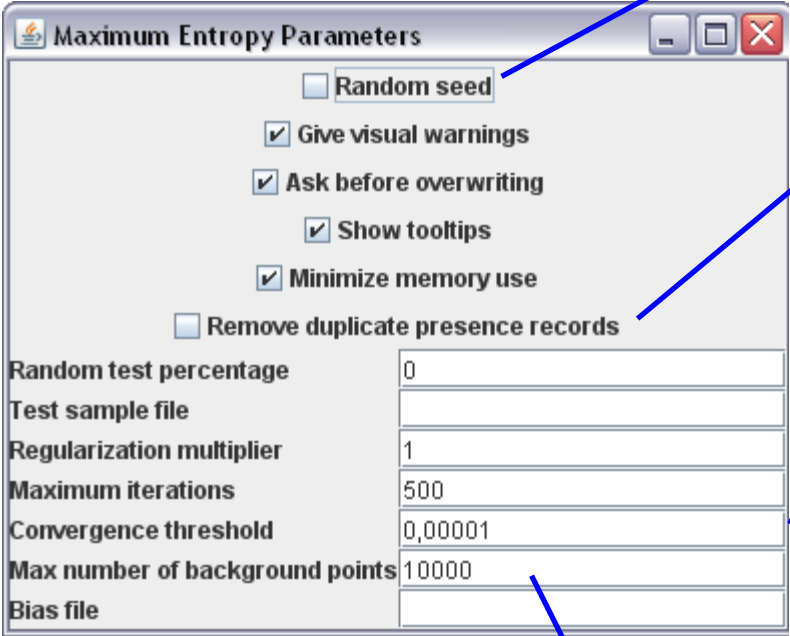 Maximum Entropy Parameters
Random seed
Give visual warnings
Ask before overwriting
Show tooltips
Minimize memory use
Remove duplicate presence records
Random test percentage 0
Test sample file
Regularization multiplier 1
Maximum iterations 500
Convergence threshold 0,00001
Max number of background points 10000
Bias file